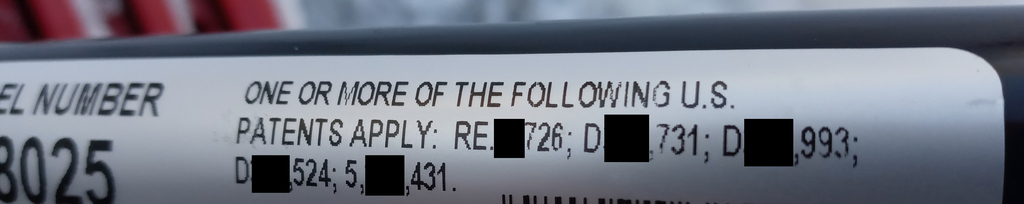 EL NUMBER
8025
ONE OR MORE OF THE FOLLOWING U.S.
PATENTS APPLY: RE. 726; D ,731; D ,993;
D ,524; 5, ,431.